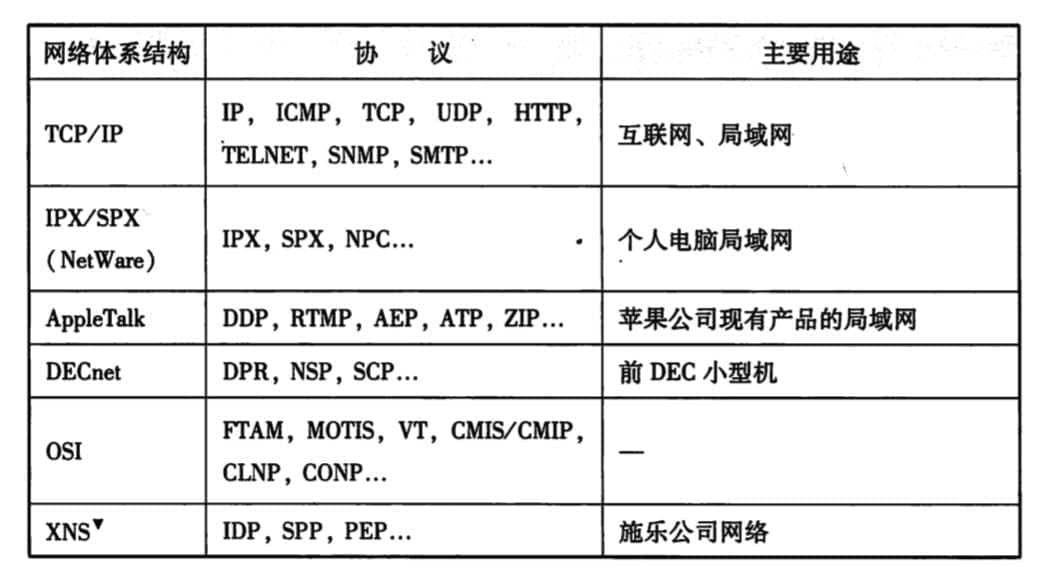 网络体系结构 协 议 主要用途
TCP/IP IP, ICMP, TCP, UDP, HTTP, 互联网、局域网
TELNET, SNMP, SMTP...
IPX/SPX IPX, SPX, NPC... 个人电脑局域网
(NetWare)
AppleTalk DDP, RTMP, AEP, ATP, ZIP... 苹果公司现有产品的局域网
DECnet DPR, NSP, SCP... 前 DEC 小型机
OSI FTAM, MOTIS, VT, CMIS/CMIP, —
CLNP, CONP...
XNS▼ IDP, SPP, PEP... 施乐公司网络